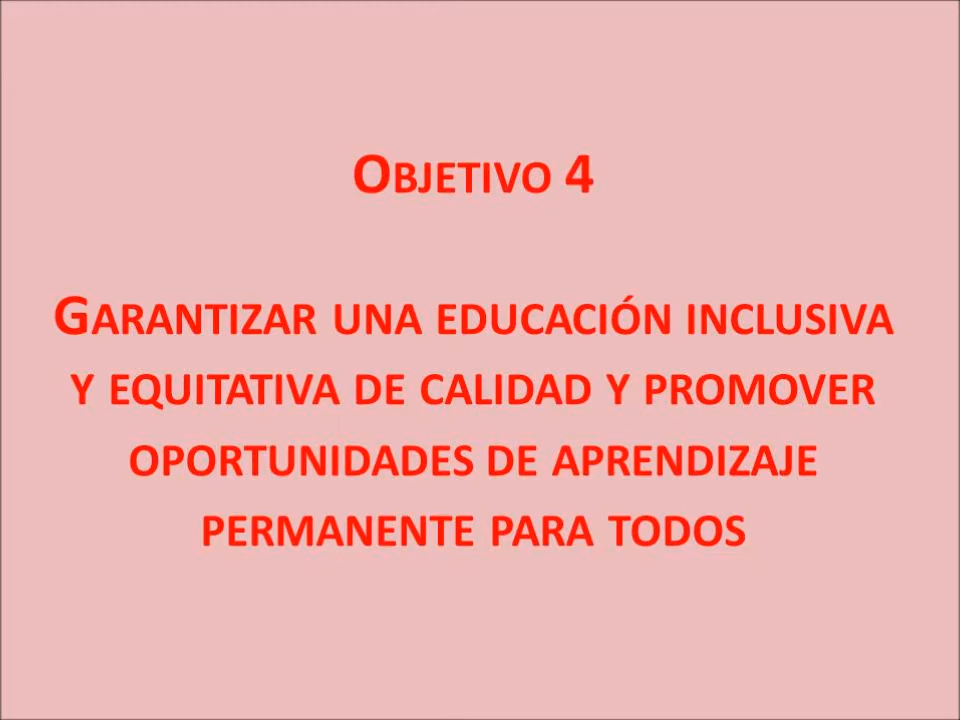 Objetivo 4
Garantizar una educación inclusiva
y equitativa de calidad y promover
oportunidades de aprendizaje
permanente para todos